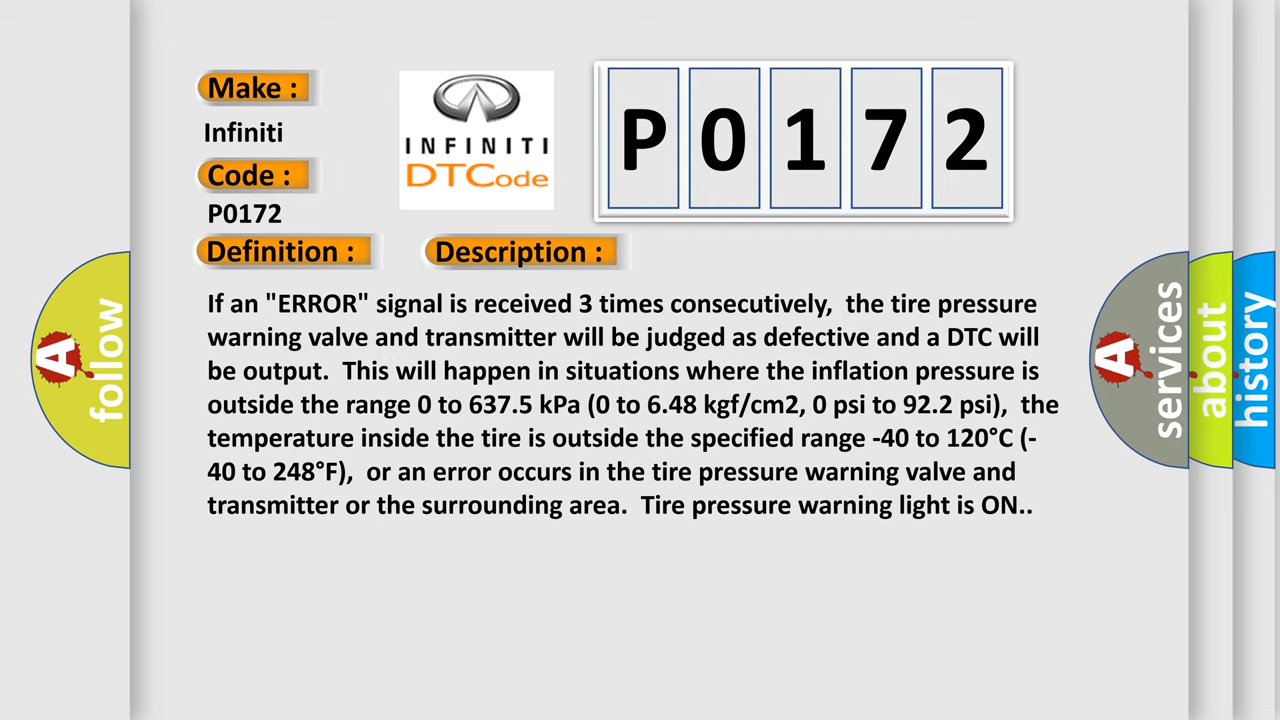 Make :
Infiniti
Code :
P0172
INFINITI
DTCode
P0172
Definition :
Description :
If an "ERROR" signal is received 3 times consecutively,  the tire pressure
warning valve and transmitter will be judged as defective and a DTC will
be output.  This will happen in situations where the inflation pressure is
outside the range 0 to 637.5 kPa (0 to 6.48 kgf/cm2, 0 psi to 92.2 psi),  the
temperature inside the tire is outside the specified range -40 to 120°C (-
40 to 248°F),  or an error occurs in the tire pressure warning valve and
transmitter or the surrounding area.  Tire pressure warning light is ON..
A
follow
A
services
about
history